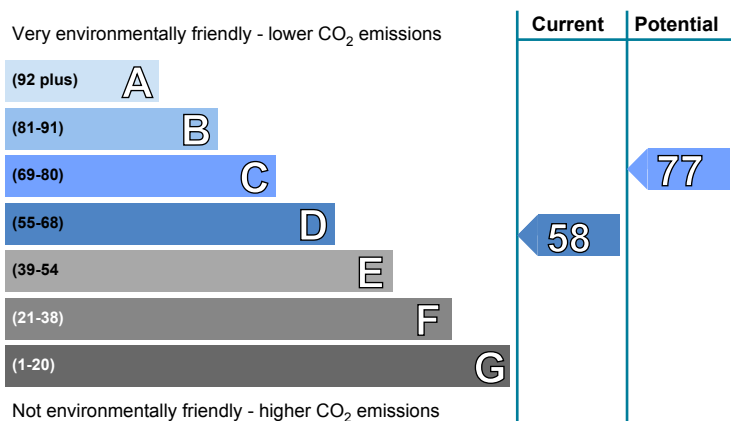 Very environmentally friendly - lower CO2 emissions
Current
Potential
(92 plus) A
(81-91) B
(69-80) C
77
(55-68) D
58
(39-54 E
(21-38) F
(1-20) G
Not environmentally friendly - higher CO2 emissions